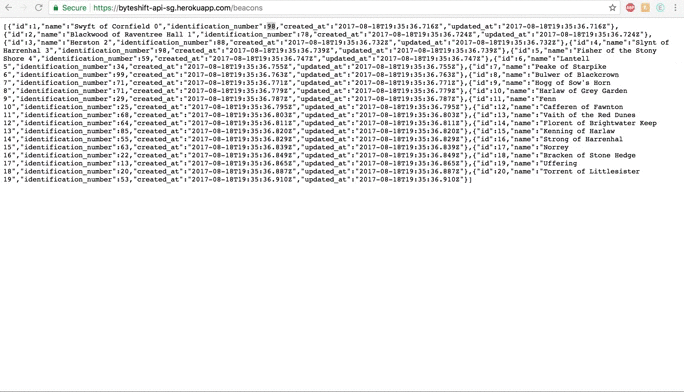 Secure https://byteshift-api-sg.herokuapp.com/beacons
[{"id":1,"name":"Swyft of Cornfield 0","identification_number":98,"created_at":"2017-08-18T19:35:36.716Z","updated_at":"2017-08-18T19:35:36.716Z"},
{"id":2,"name":"Blackwood of Raventree Hall 1","identification_number":78,"created_at":"2017-08-18T19:35:36.724Z","updated_at":"2017-08-18T19:35:36.724Z"},
{"id":3,"name":"Herston 2","identification_number":88,"created_at":"2017-08-18T19:35:36.732Z","updated_at":"2017-08-18T19:35:36.732Z"},{"id":4,"name":"Slynt of
Harrenhal 3","identification_number":98,"created_at":"2017-08-18T19:35:36.739Z","updated_at":"2017-08-18T19:35:36.739Z"},{"id":5,"name":"Fisher of the Stony
Shore 4","identification_number":59,"created_at":"2017-08-18T19:35:36.747Z","updated_at":"2017-08-18T19:35:36.747Z"},{"id":6,"name":"Lantell
5","identification_number":34,"created_at":"2017-08-18T19:35:36.755Z","updated_at":"2017-08-18T19:35:36.755Z"},{"id":7,"name":"Peake of Starpike
6","identification_number":99,"created_at":"2017-08-18T19:35:36.763Z","updated_at":"2017-08-18T19:35:36.763Z"},{"id":8,"name":"Bulwer of Blackcrown
7","identification_number":71,"created_at":"2017-08-18T19:35:36.771Z","updated_at":"2017-08-18T19:35:36.771Z"},{"id":9,"name":"Hogg of Sow's Horn
8","identification_number":71,"created_at":"2017-08-18T19:35:36.779Z","updated_at":"2017-08-18T19:35:36.779Z"},{"id":10,"name":"Harlaw of Grey Garden
9","identification_number":29,"created_at":"2017-08-18T19:35:36.787Z","updated_at":"2017-08-18T19:35:36.787Z"},{"id":11,"name":"Fenn
10","identification_number":25,"created_at":"2017-08-18T19:35:36.795Z","updated_at":"2017-08-18T19:35:36.795Z"},{"id":12,"name":"Cafferen of Fawnton
11","identification_number":68,"created_at":"2017-08-18T19:35:36.803Z","updated_at":"2017-08-18T19:35:36.803Z"},{"id":13,"name":"Vaith of the Red Dunes
12","identification_number":64,"created_at":"2017-08-18T19:35:36.811Z","updated_at":"2017-08-18T19:35:36.811Z"},{"id":14,"name":"Florent of Brightwater Keep
13","identification_number":85,"created_at":"2017-08-18T19:35:36.820Z","updated_at":"2017-08-18T19:35:36.820Z"},{"id":15,"name":"Kenning of Harlaw
14","identification_number":55,"created_at":"2017-08-18T19:35:36.829Z","updated_at":"2017-08-18T19:35:36.829Z"},{"id":16,"name":"Strong of Harrenhal
15","identification_number":63,"created_at":"2017-08-18T19:35:36.839Z","updated_at":"2017-08-18T19:35:36.839Z"},{"id":17,"name":"Norrey
16","identification_number":22,"created_at":"2017-08-18T19:35:36.849Z","updated_at":"2017-08-18T19:35:36.849Z"},{"id":18,"name":"Bracken of Stone Hedge
17","identification_number":13,"created_at":"2017-08-18T19:35:36.865Z","updated_at":"2017-08-18T19:35:36.865Z"},{"id":19,"name":"Uffering
18","identification_number":20,"created_at":"2017-08-18T19:35:36.887Z","updated_at":"2017-08-18T19:35:36.887Z"},{"id":20,"name":"Torrent of Littlesister
19","identification_number":53,"created_at":"2017-08-18T19:35:36.910Z","updated_at":"2017-08-18T19:35:36.910Z"}]